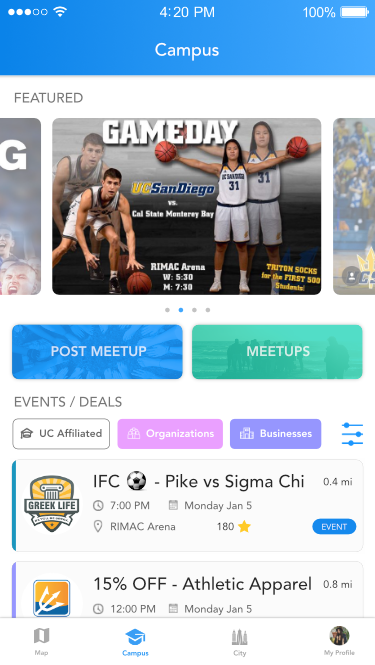 4:20 PM
100%
Campus
FEATURED
G
GAMEDAY
UC San Diego
vs.
Cal State Monterey Bay
31
31
RIMAC Arena
W: 5:30
M: 7:30
TRITON SOCKS
for the FIRST 500
Students!
POST MEETUP
MEETUPS
EVENTS / DEALS
UC Affiliated
Organizations
Businesses
IFC ⚽ - Pike vs Sigma Chi
0.4 mi
GREEK LIFE
7:00 PM
Monday Jan 5
RIMAC Arena
180
EVENT
15% OFF - Athletic Apparel
0.8 mi
12:00 PM
Monday Jan 5
Map
Campus
City
My Profile